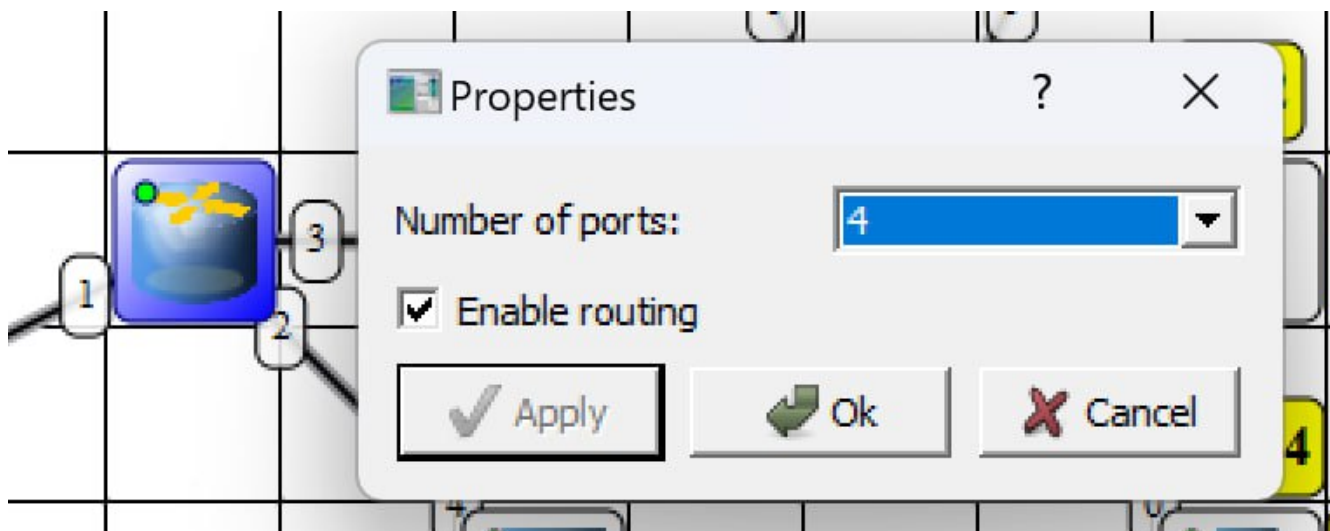 Properties
?
Number of ports:
4
3
1
Enable routing
2
Apply
Ok
Cancel
4